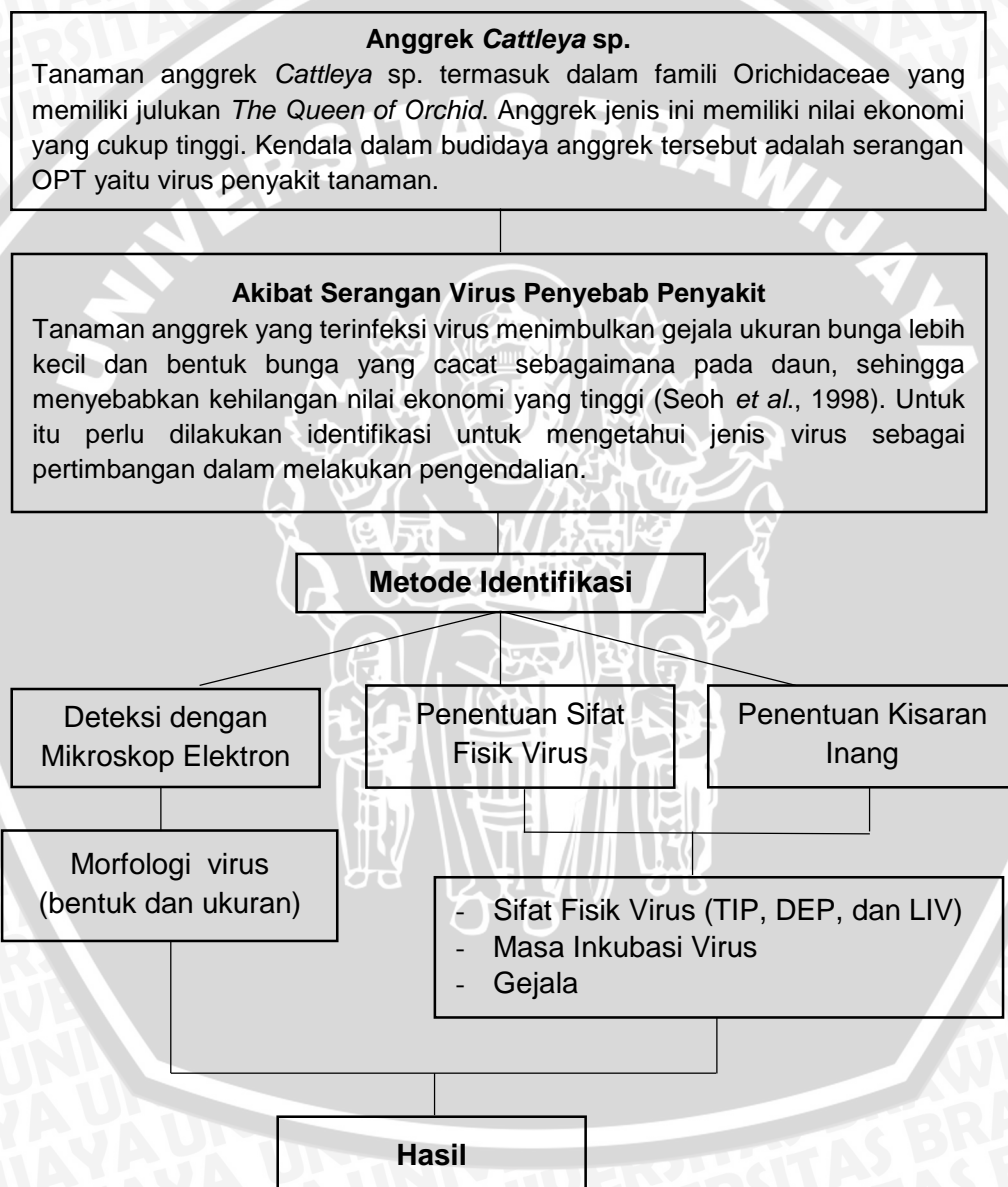 Anggrek Cattleya sp.
Tanaman anggrek Cattleya sp. termasuk dalam famili Orichidaceae yang
memiliki julukan The Queen of Orchid. Anggrek jenis ini memiliki nilai ekonomi
yang cukup tinggi. Kendala dalam budidaya anggrek tersebut adalah serangan
OPT yaitu virus penyakit tanaman.
Akibat Serangan Virus Penyebab Penyakit
Tanaman anggrek yang terinfeksi virus menimbulkan gejala ukuran bunga lebih
kecil dan bentuk bunga yang cacat sebagaimana pada daun, sehingga
menyebabkan kehilangan nilai ekonomi yang tinggi (Seoh et al., 1998). Untuk
itu perlu dilakukan identifikasi untuk mengetahui jenis virus sebagai
pertimbangan dalam melakukan pengendalian.
Metode Identifikasi
Deteksi dengan
Mikroskop Elektron
Penentuan Sifat
Fisik Virus
Penentuan Kisaran
Inang
Morfologi virus
(bentuk dan ukuran)
- Sifat Fisik Virus (TIP, DEP, dan LIV)
- Masa Inkubasi Virus
- Gejala
Hasil
UNIVERSITAS BRAWIJAYA